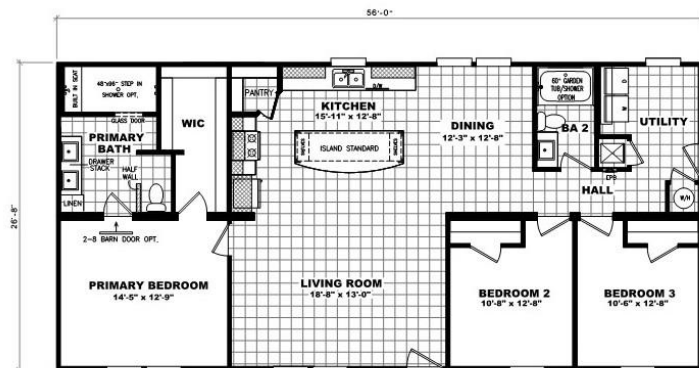 56'-0"
26'-8"
BUILT IN SEAT
48"x96" STEP IN
SHOWER OPT.
GLASS DOOR
PRIMARY
BATH
DRAWER
STACK
HALF
WALL
LINEN
2-8 BARN DOOR OPT.
WIC
PANTRY
KITCHEN
15'-11" x 12'-8"
D/W
ISLAND STANDARD
DINING
12'-3" x 12'-8"
60" GARDEN
TUB/SHOWER
OPTION
BA 2
UTILITY
EPB
HALL
W/H
PRIMARY BEDROOM
14'-5" x 12'-9"
LIVING ROOM
18'-8" x 13'-0"
BEDROOM 2
10'-8" x 12'-8"
BEDROOM 3
10'-6" x 12'-8"